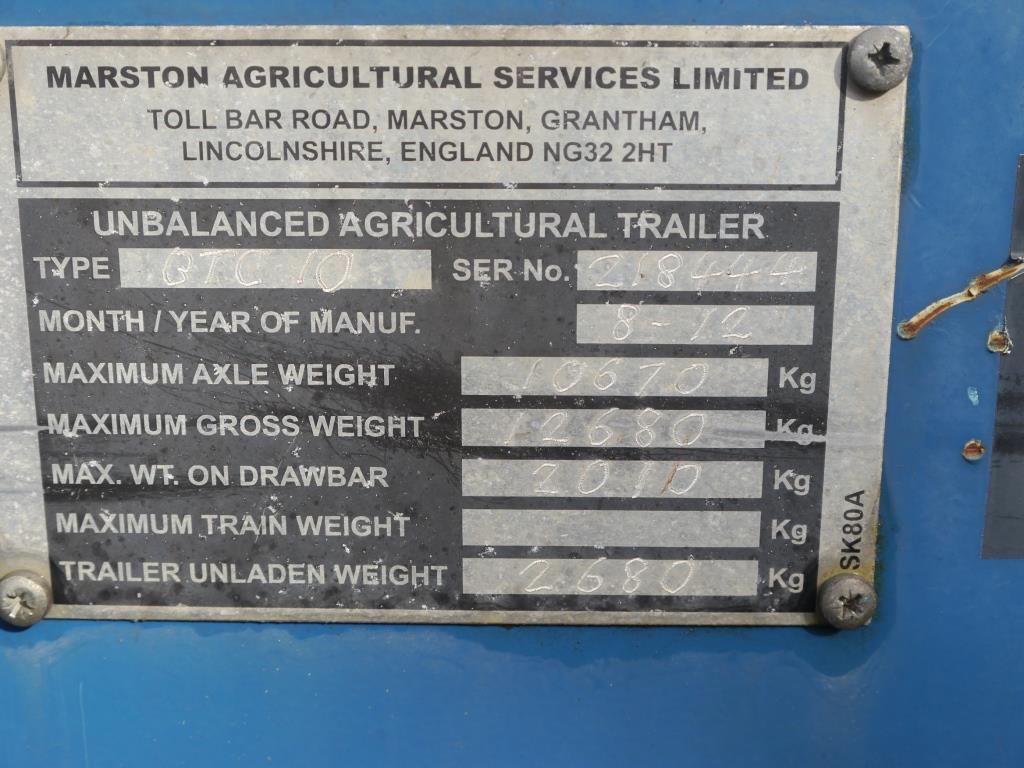 MARSTON AGRICULTURAL SERVICES LIMITED
TOLL BAR ROAD, MARSTON, GRANTHAM,
LINCOLNSHIRE, ENGLAND NG32 2HT
UNBALANCED AGRICULTURAL TRAILER
TYPE BTC 10 SER No. 218444
MONTH / YEAR OF MANUF. 8-12
MAXIMUM AXLE WEIGHT 10670 Kg
MAXIMUM GROSS WEIGHT 12680 Kg
MAX. WT. ON DRAWBAR 2010 Kg
MAXIMUM TRAIN WEIGHT Kg
TRAILER UNLADEN WEIGHT 2680 Kg
SK80A